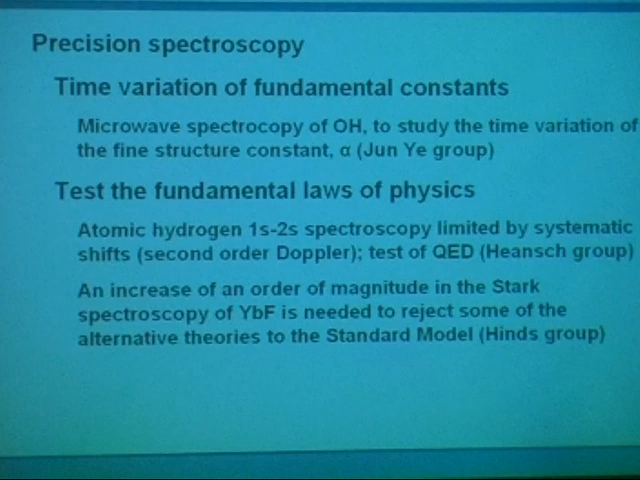 Precision spectroscopy
Time variation of fundamental constants
Microwave spectrocopy of OH, to study the time variation of
the fine structure constant, α (Jun Ye group)
Test the fundamental laws of physics
Atomic hydrogen 1s-2s spectroscopy limited by systematic
shifts (second order Doppler); test of QED (Heansch group)
An increase of an order of magnitude in the Stark
spectroscopy of YbF is needed to reject some of the
alternative theories to the Standard Model (Hinds group)